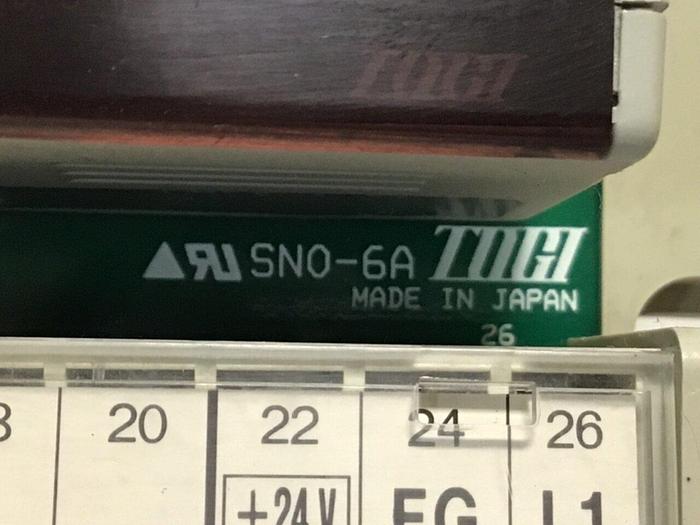 TOGI
SNO-6A TOGI
MADE IN JAPAN
26
20 22 24 26
+24V FG L1